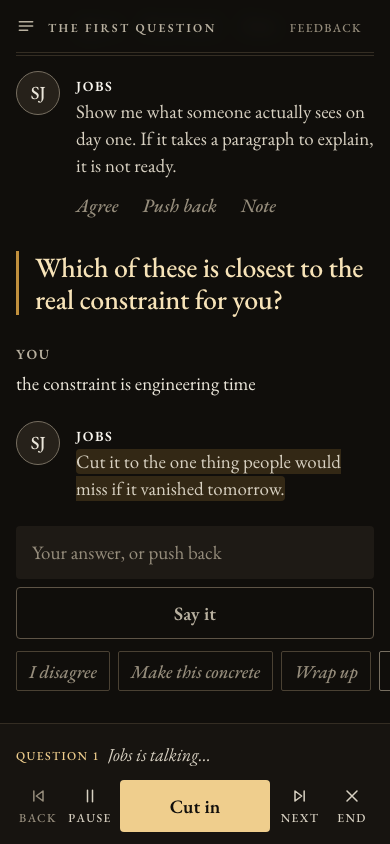 THE FIRST QUESTION
FEEDBACK
SJ
JOBS
Show me what someone actually sees on
day one. If it takes a paragraph to explain,
it is not ready.
Agree
Push back
Note
Which of these is closest to the
real constraint for you?
YOU
the constraint is engineering time
SJ
JOBS
Cut it to the one thing people would
miss if it vanished tomorrow.
Your answer, or push back
Say it
I disagree
Make this concrete
Wrap up
QUESTION 1 Jobs is talking...
BACK
PAUSE
Cut in
NEXT
END